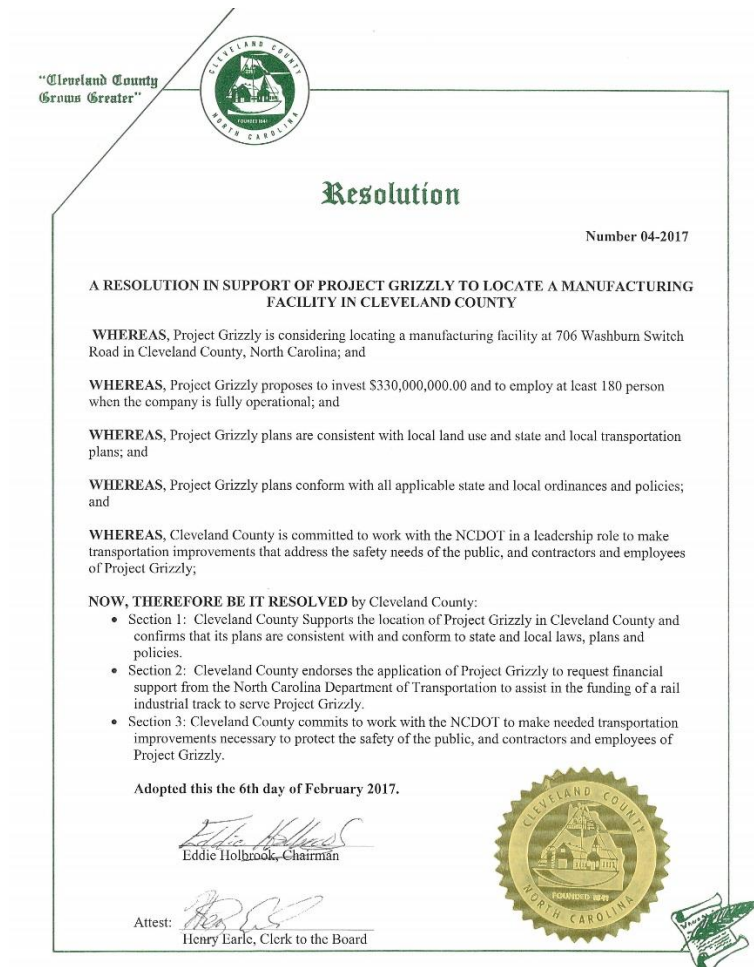 "Cleveland County
Grows Greater"
CLEVELAND COUNTY
FOUNDED 1841
NORTH CAROLINA
Resolution
Number 04-2017
A RESOLUTION IN SUPPORT OF PROJECT GRIZZLY TO LOCATE A MANUFACTURING
FACILITY IN CLEVELAND COUNTY
WHEREAS, Project Grizzly is considering locating a manufacturing facility at 706 Washburn Switch
Road in Cleveland County, North Carolina; and
WHEREAS, Project Grizzly proposes to invest $330,000,000.00 and to employ at least 180 person
when the company is fully operational; and
WHEREAS, Project Grizzly plans are consistent with local land use and state and local transportation
plans; and
WHEREAS, Project Grizzly plans conform with all applicable state and local ordinances and policies;
and
WHEREAS, Cleveland County is committed to work with the NCDOT in a leadership role to make
transportation improvements that address the safety needs of the public, and contractors and employees
of Project Grizzly;
NOW, THEREFORE BE IT RESOLVED by Cleveland County:
• Section 1: Cleveland County Supports the location of Project Grizzly in Cleveland County and
confirms that its plans are consistent with and conform to state and local laws, plans and
policies.
• Section 2: Cleveland County endorses the application of Project Grizzly to request financial
support from the North Carolina Department of Transportation to assist in the funding of a rail
industrial track to serve Project Grizzly.
• Section 3: Cleveland County commits to work with the NCDOT to make needed transportation
improvements necessary to protect the safety of the public, and contractors and employees of
Project Grizzly.
Adopted this the 6th day of February 2017.
Eddie Holbrook
Eddie Holbrook, Chairman
Attest:
Henry Earle, Clerk to the Board
CLEVELAND COUNTY
FOUNDED 1841
NORTH CAROLINA